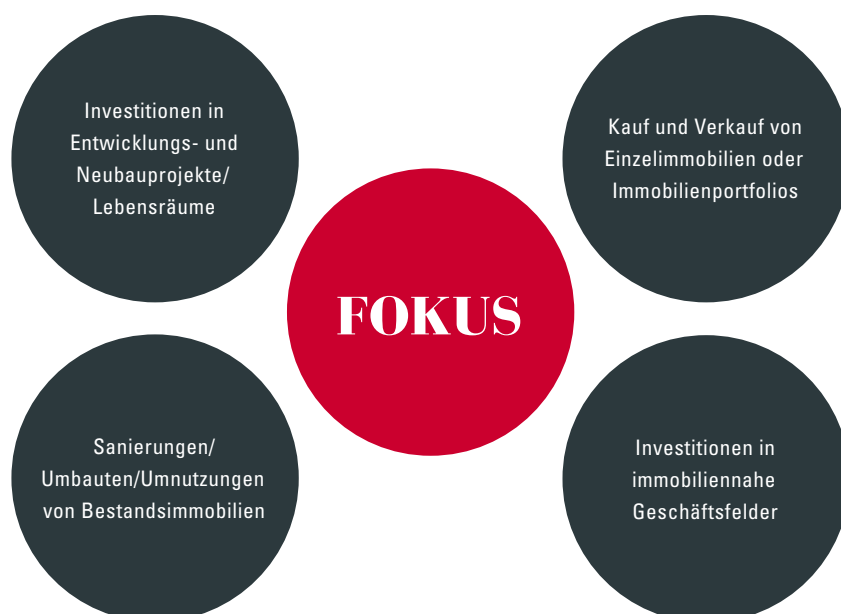 Investitionen in
Entwicklungs- und
Neubauprojekte/
Lebensräume
Kauf und Verkauf von
Einzelimmobilien oder
Immobilienportfolios
FOKUS
Sanierungen/
Umbauten/Umnutzungen
von Bestandsimmobilien
Investitionen in
immobiliennahe
Geschäftsfelder